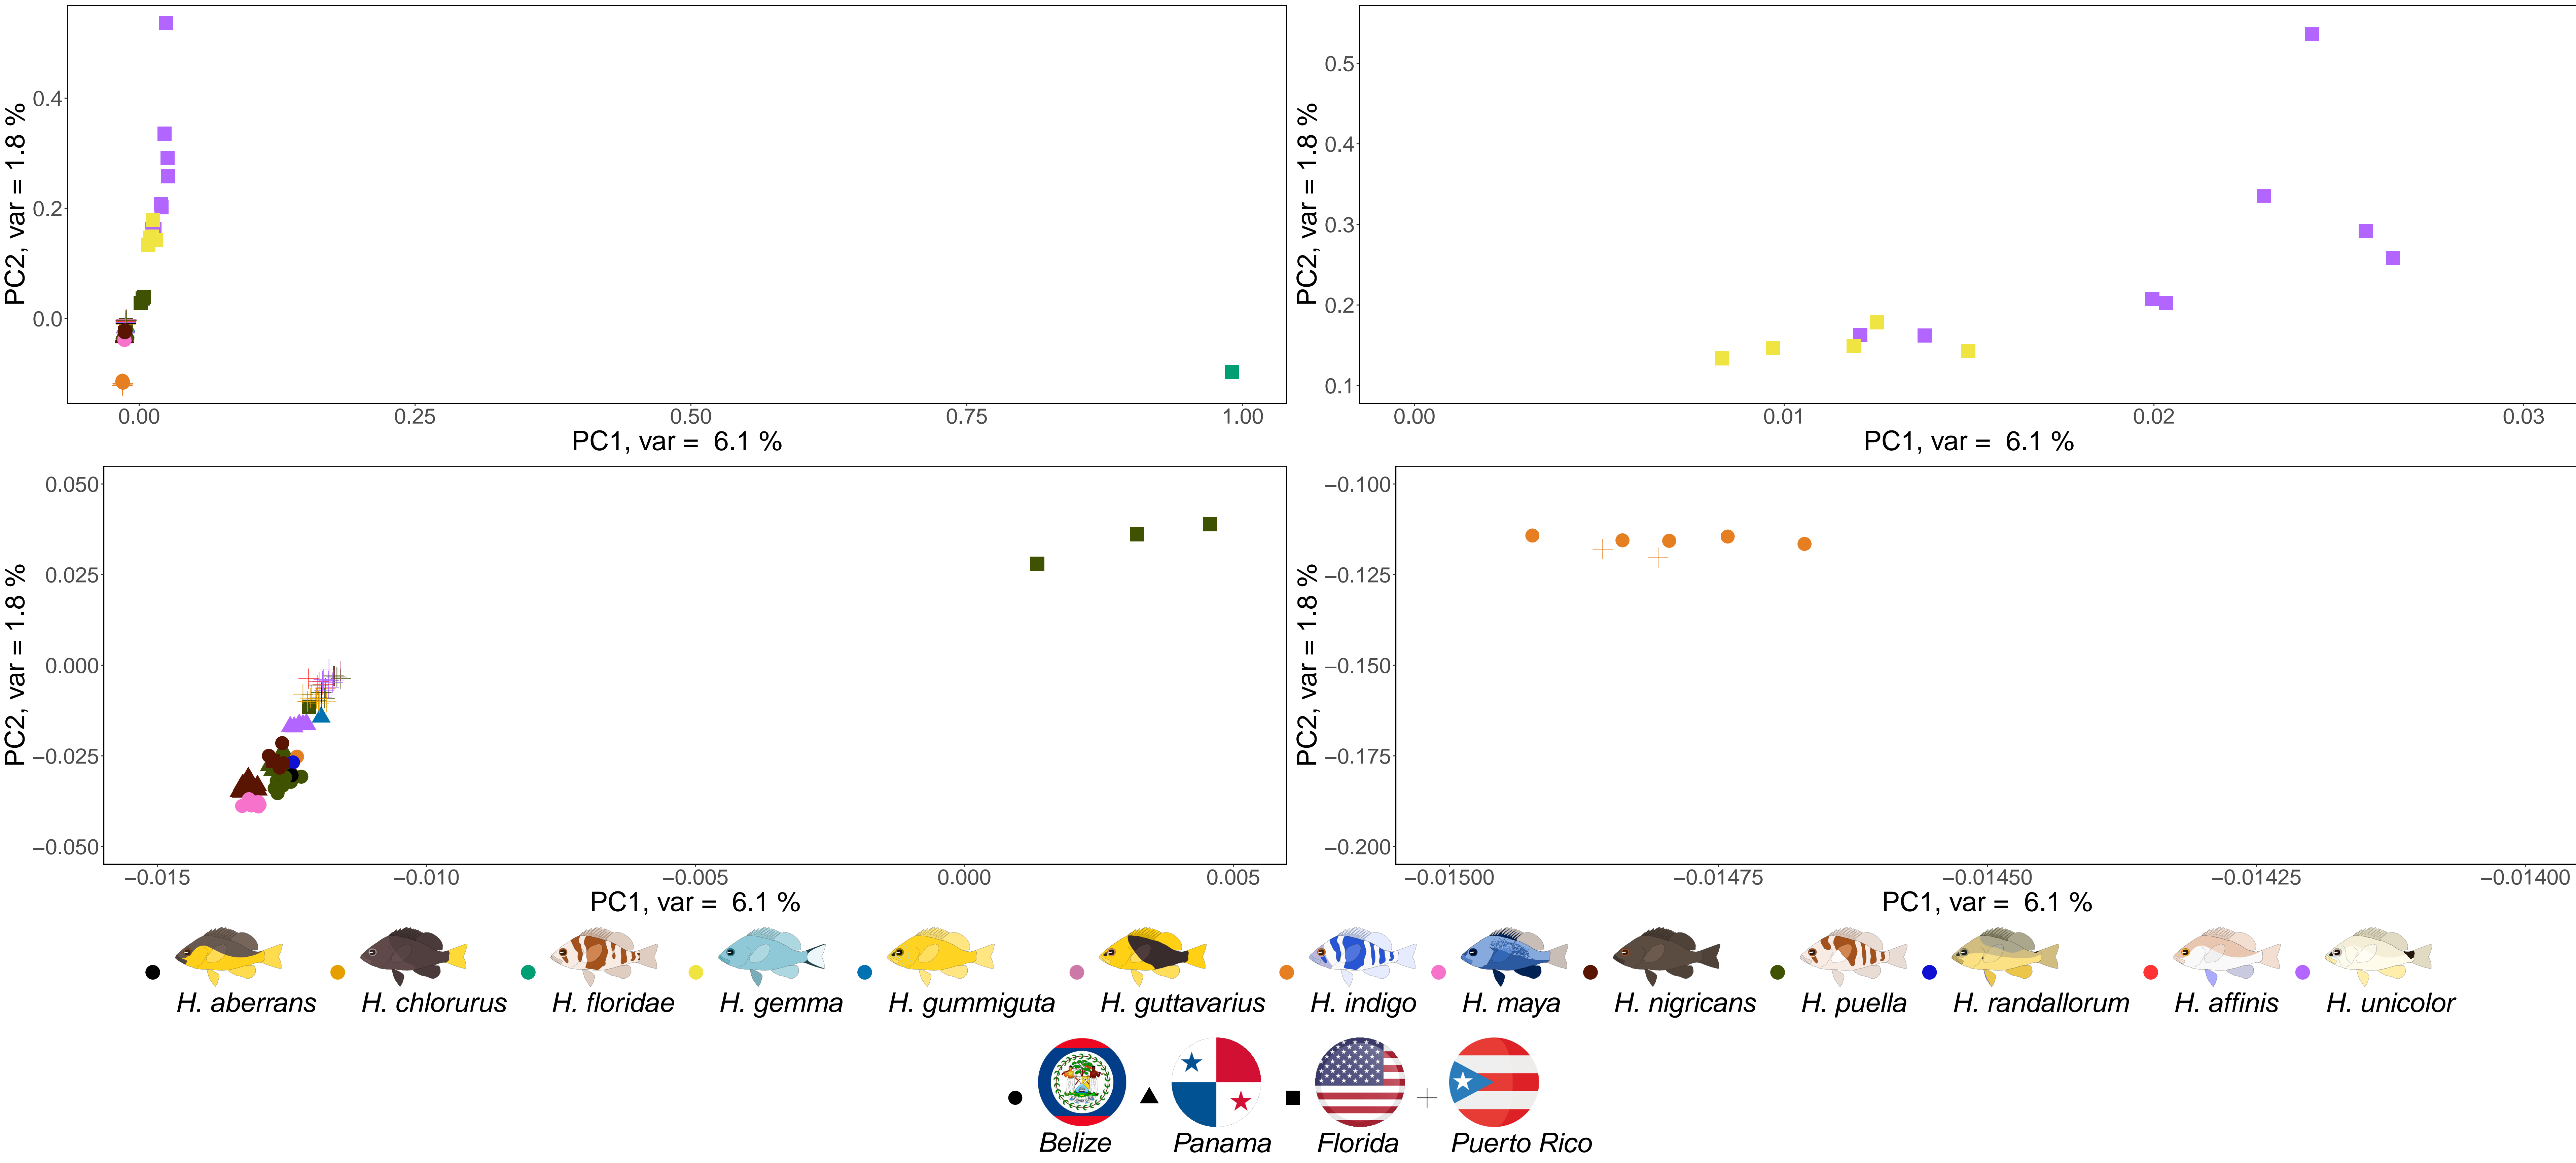 PC2, var = 1.8 %
0.4
0.2
0.0
0.00
0.25
0.50
0.75
1.00
PC1, var = 6.1 %
PC2, var = 1.8 %
0.5
0.4
0.3
0.2
0.1
0.00
0.01
0.02
0.03
PC1, var = 6.1 %
PC2, var = 1.8 %
0.050
0.025
0.000
−0.025
−0.050
−0.015
−0.010
−0.005
0.000
0.005
PC1, var = 6.1 %
PC2, var = 1.8 %
−0.100
−0.125
−0.150
−0.175
−0.200
−0.01500
−0.01475
−0.01450
−0.01425
−0.01400
PC1, var = 6.1 %
H. aberrans
H. chlorurus
H. floridae
H. gemma
H. gummiguta
H. guttavarius
H. indigo
H. maya
H. nigricans
H. puella
H. randallorum
H. affinis
H. unicolor
Belize
Panama
Florida
Puerto Rico